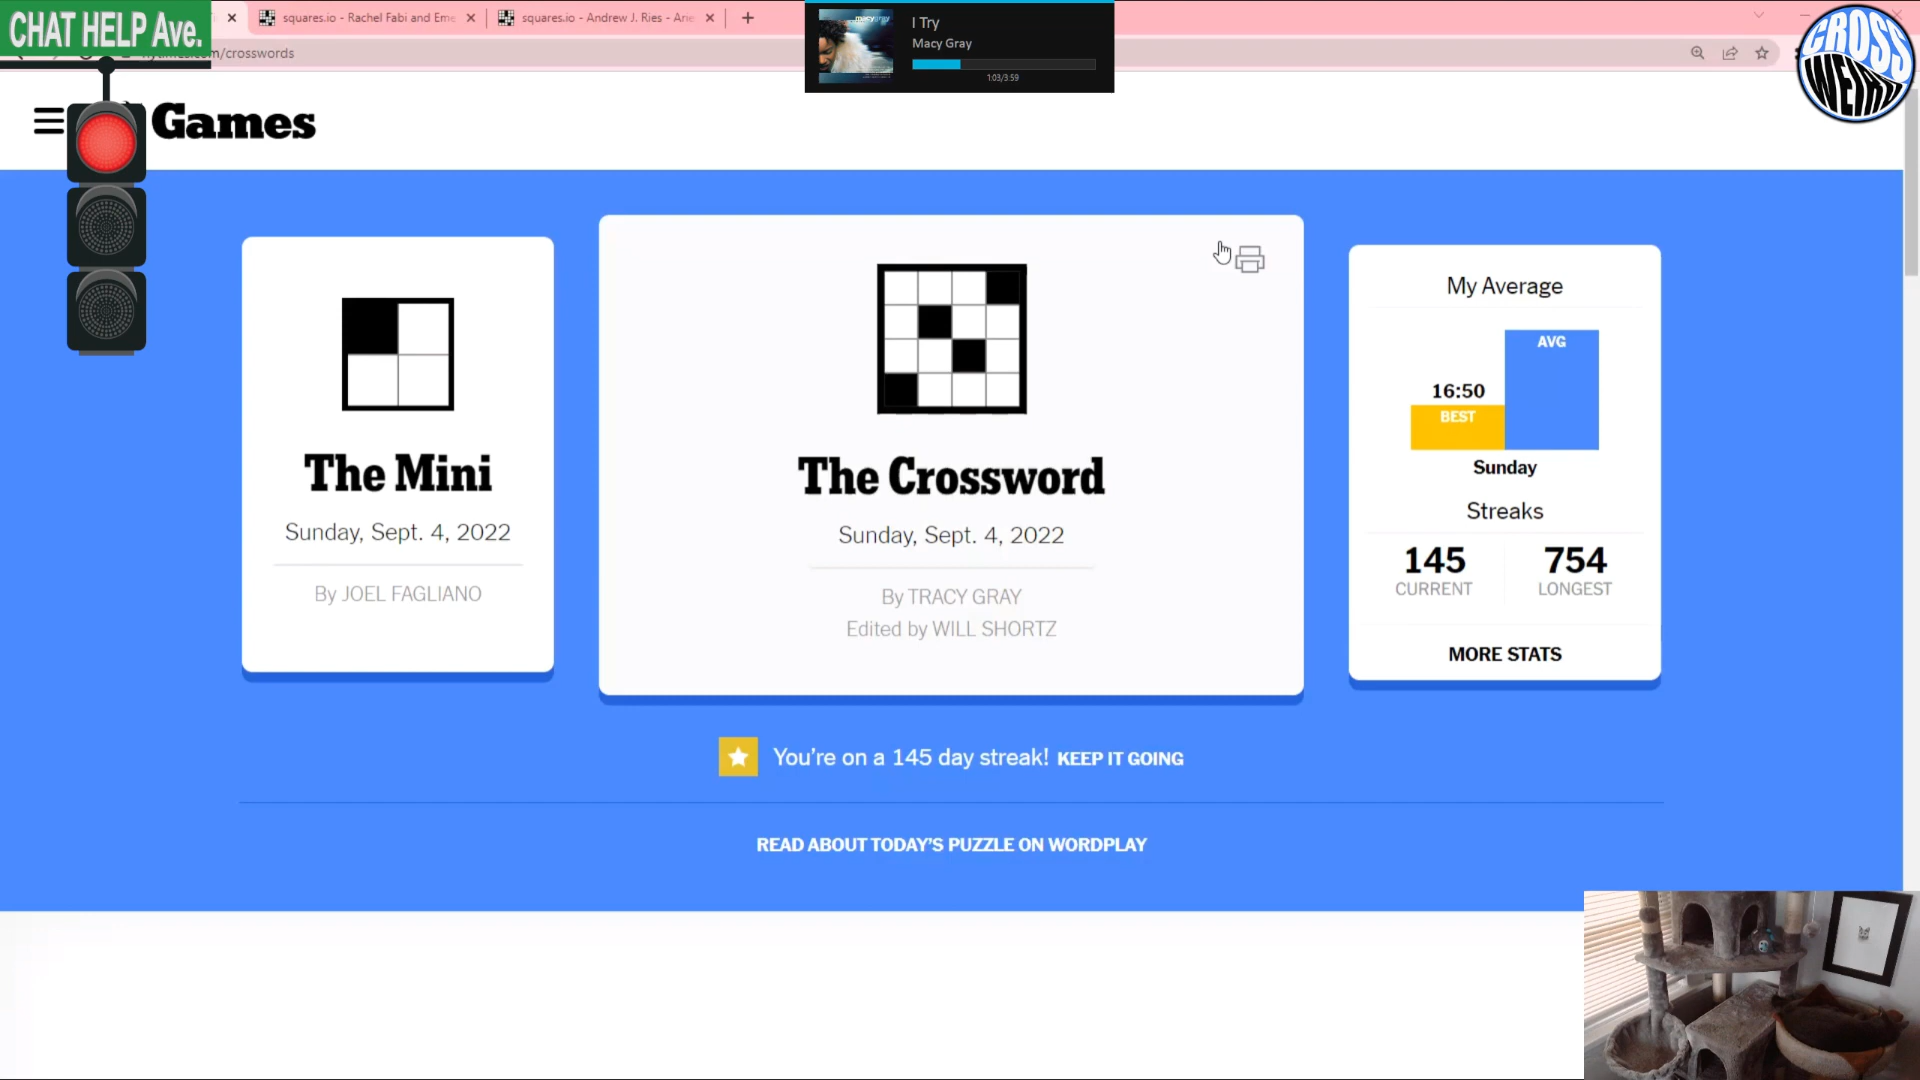 CHAT HELP Ave.
squares.io - Rachel Fabi and Eme
squares.io - Andrew J. Ries - Arie
I Try
Macy Gray
1:03/3:59
/crosswords
CROSS
WEIRD
Games
The Mini
Sunday, Sept. 4, 2022
By JOEL FAGLIANO
The Crossword
Sunday, Sept. 4, 2022
By TRACY GRAY
Edited by WILL SHORTZ
My Average
AVG
16:50
BEST
Sunday
Streaks
145 754
CURRENT LONGEST
MORE STATS
You're on a 145 day streak! KEEP IT GOING
READ ABOUT TODAY'S PUZZLE ON WORDPLAY